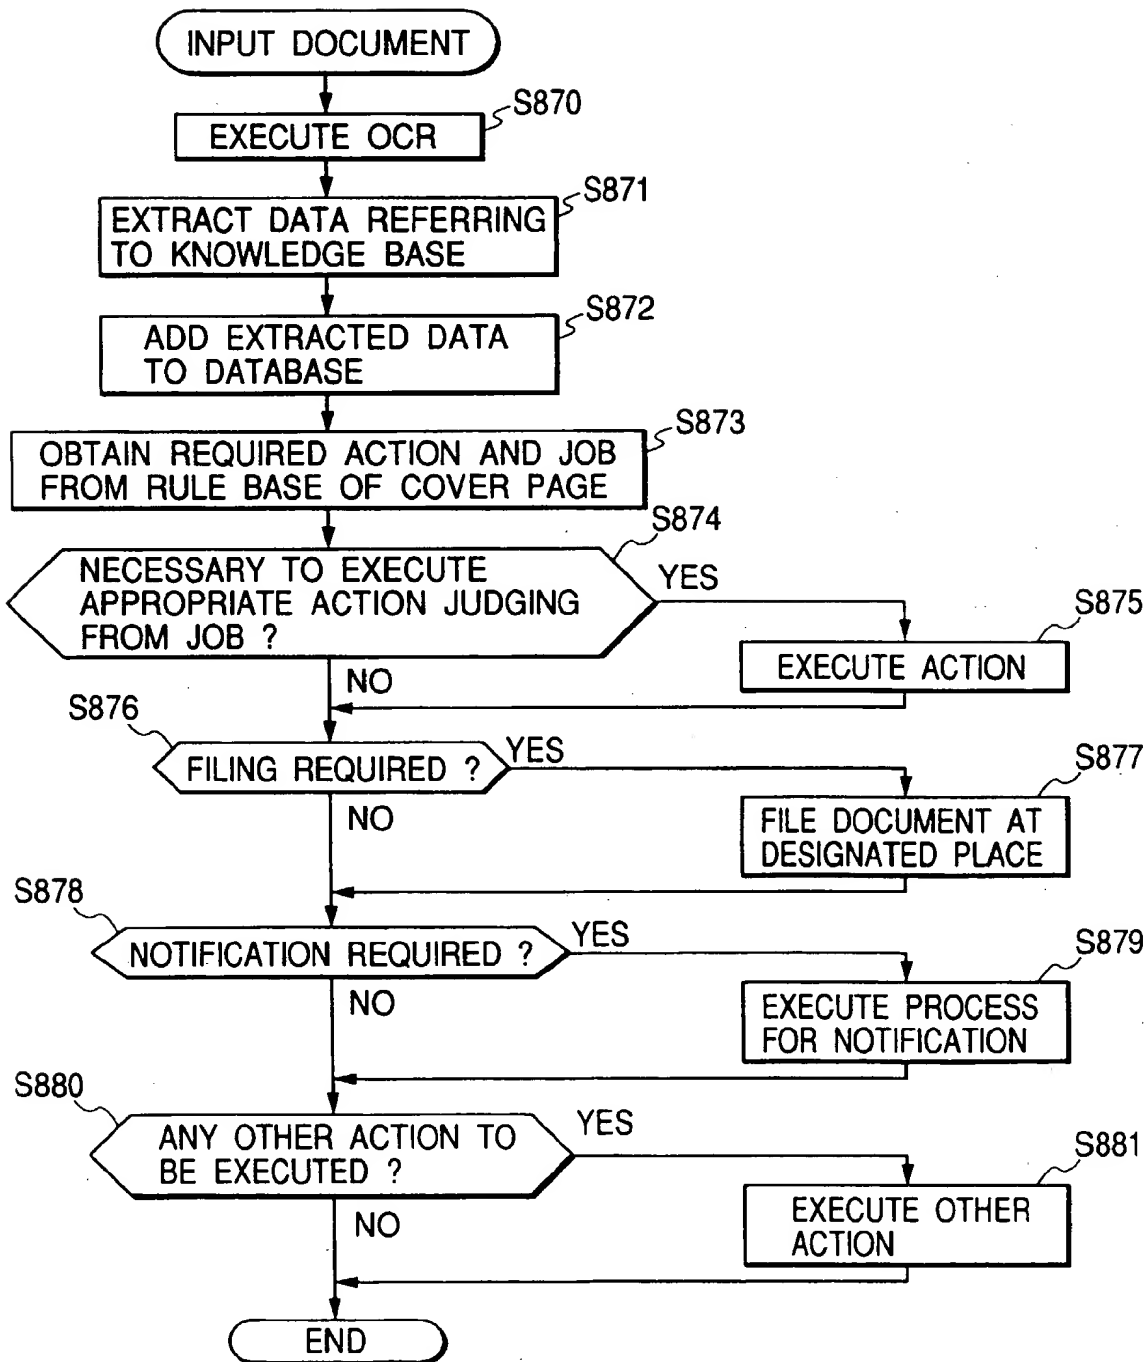 INPUT DOCUMENT
S870
EXECUTE OCR
S871
EXTRACT DATA REFERRING
TO KNOWLEDGE BASE
S872
ADD EXTRACTED DATA
TO DATABASE
S873
OBTAIN REQUIRED ACTION AND JOB
FROM RULE BASE OF COVER PAGE
S874
NECESSARY TO EXECUTE
APPROPRIATE ACTION JUDGING
FROM JOB ?
YES
S875
EXECUTE ACTION
NO
S876
FILING REQUIRED ?
YES
S877
FILE DOCUMENT AT
DESIGNATED PLACE
NO
S878
NOTIFICATION REQUIRED ?
YES
S879
EXECUTE PROCESS
FOR NOTIFICATION
NO
S880
ANY OTHER ACTION TO
BE EXECUTED ?
YES
S881
EXECUTE OTHER
ACTION
NO
END